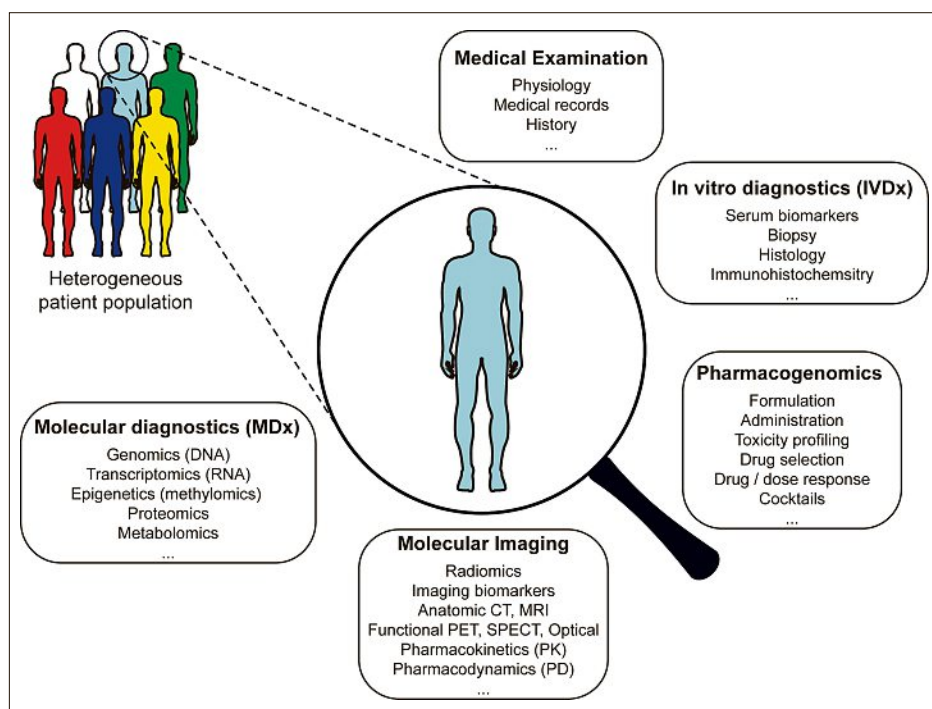 Medical Examination
Physiology
Medical records
History
...
In vitro diagnostics (IVDx)
Serum biomarkers
Biopsy
Histology
Immunohistochemsitry
...
Heterogeneous
patient population
Pharmacogenomics
Formulation
Administration
Toxicity profiling
Drug selection
Drug / dose response
Cocktails
...
Molecular diagnostics (MDx)
Genomics (DNA)
Transcriptomics (RNA)
Epigenetics (methylomics)
Proteomics
Metabolomics
...
Molecular Imaging
Radiomics
Imaging biomarkers
Anatomic CT, MRI
Functional PET, SPECT, Optical
Pharmacokinetics (PK)
Pharmacodynamics (PD)
...